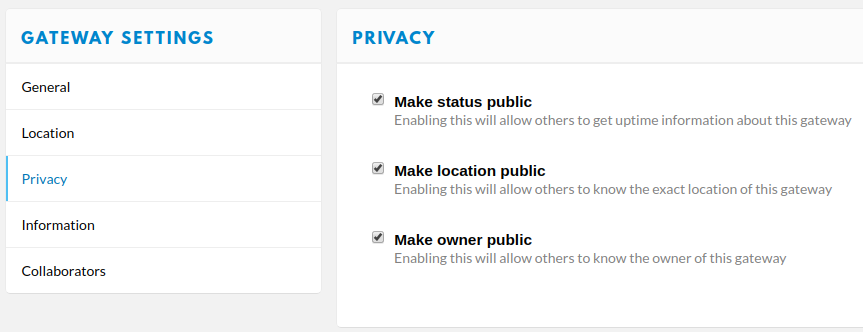 GATEWAY SETTINGS
General
Location
Privacy
Information
Collaborators
PRIVACY
Make status public
Enabling this will allow others to get uptime information about this gateway
Make location public
Enabling this will allow others to know the exact location of this gateway
Make owner public
Enabling this will allow others to know the owner of this gateway